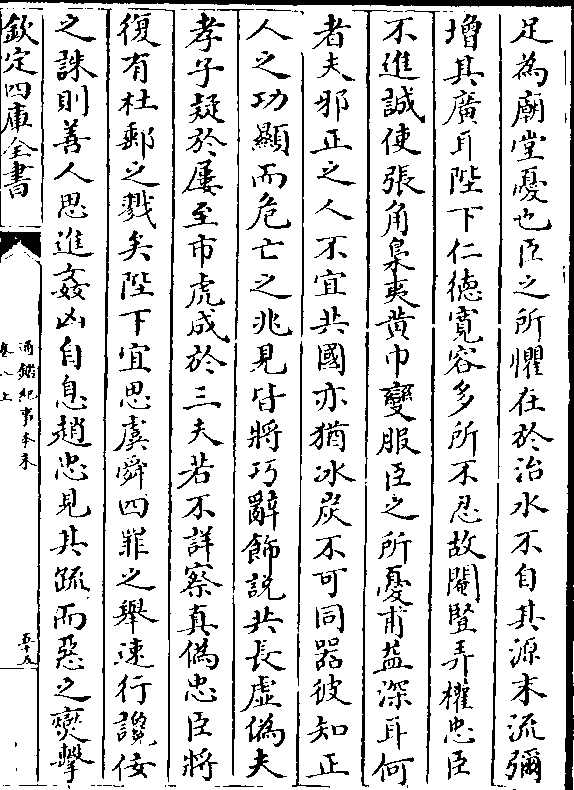 足為廟堂憂也臣之所懼在於治水不自其源末流彌
增其廣耳陛下仁徳寛容多所不忍故閹豎弄權忠臣
不進誠使張角梟夷黄巾變服臣之所憂甫益深耳何
者夫邪正之人不宜共國亦猶冰炭不可同器彼知正
人之功顯而危亡之兆見皆將巧辭飾說共長虛偽夫
孝子疑於屢至市虎成於三夫若不詳察真偽忠臣將
復有杜郵之戮矣陛下宜思虞舜四罪之舉速行讒佞
之誅則善人思進姦凶自息趙忠見其疏而惡之爕擊
欽定四庫全書
通鑑紀事本末
卷八上
五十九